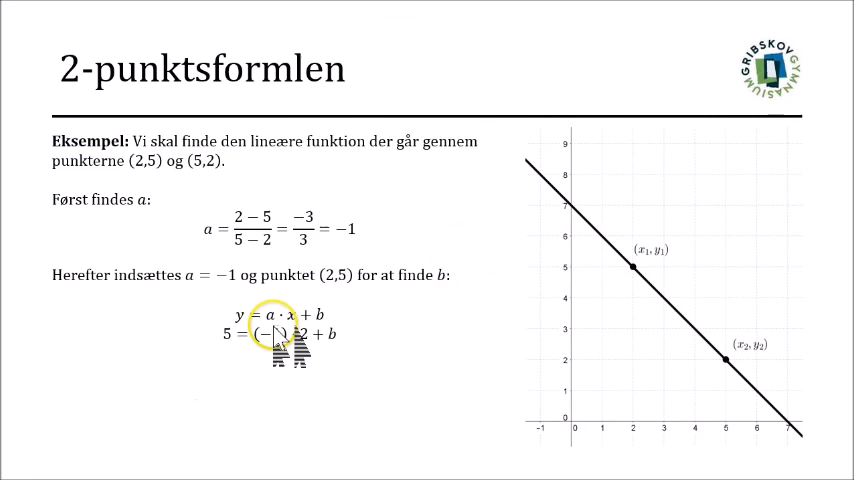 2-punktsformlen
GRIBSKOV GYMNASIUM
Eksempel: Vi skal finde den lineære funktion der går gennem
punkterne (2,5) og (5,2).
Først findes a:
a = (2 − 5)/(5 − 2) = −3/3 = −1
Herefter indsættes a = −1 og punktet (2,5) for at finde b:
y = a · x + b
5 = (− ) 2 + b
9
8
7
6
(x₁, y₁)
5
4
3
(x₂, y₂)
2
1
0
−1 0 1 2 3 4 5 6 7